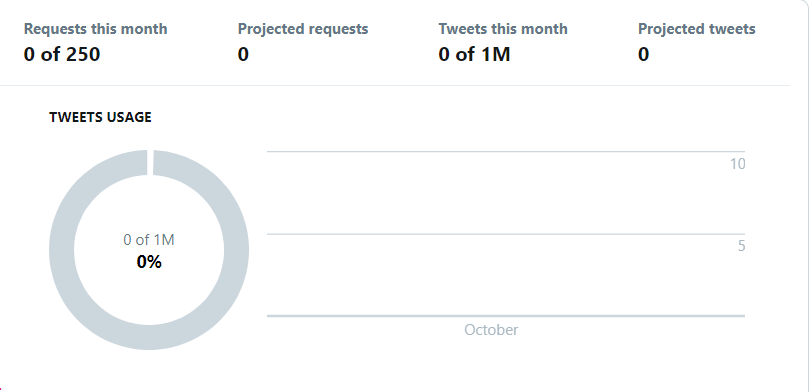 Requests this month
0 of 250
Projected requests
0
Tweets this month
0 of 1M
Projected tweets
0
TWEETS USAGE
0 of 1M
0%
10
5
October